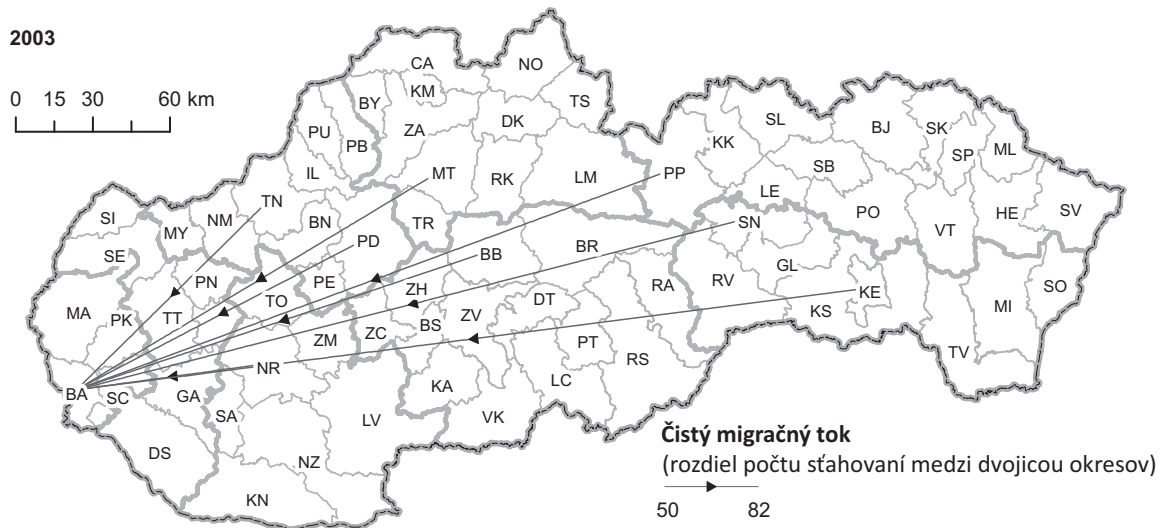 2003
0 15 30 60 km
CA
NO
KM
BY
TS
PU
ZA
DK
PB
SL
BJ
SK
KK
SP
ML
IL
MT
RK
LM
PP
SB
TN
LE
SI
NM
BN
TR
PO
HE
SV
MY
SN
VT
SE
PD
BB
BR
GL
PN
PE
RV
RA
KE
SO
MA
TO
ZH
DT
MI
PK
TT
BS
ZV
KS
ZM
ZC
PT
TV
RS
NR
BA
SC
GA
KA
LC
SA
LV
VK
DS
NZ
KN
Čistý migračný tok
(rozdiel počtu sťahovaní medzi dvojicou okresov)
50 82